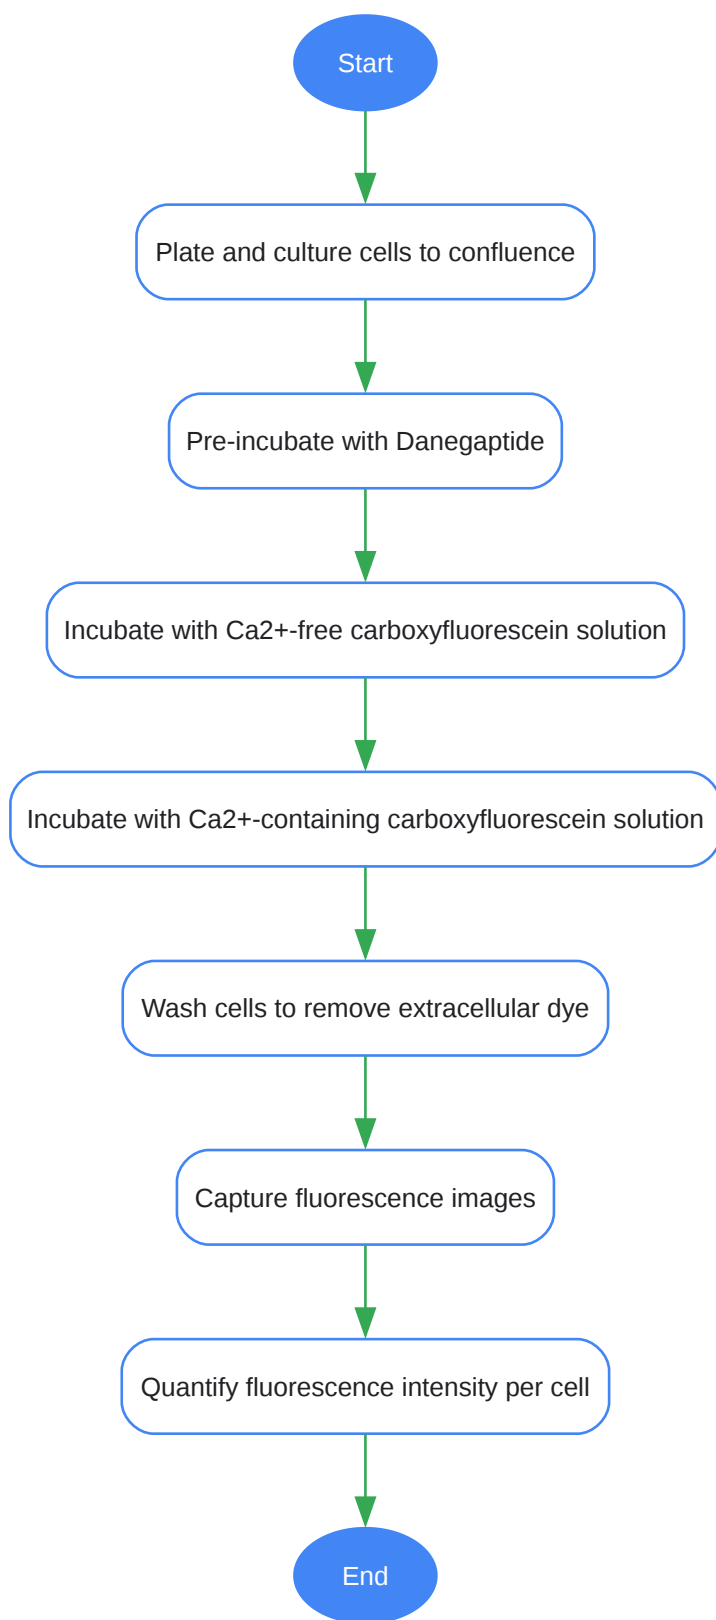 Start
Plate and culture cells to confluence
Pre-incubate with Danegaptide
Incubate with Ca2+-free carboxyfluorescein solution
Incubate with Ca2+-containing carboxyfluorescein solution
Wash cells to remove extracellular dye
Capture fluorescence images
Quantify fluorescence intensity per cell
End